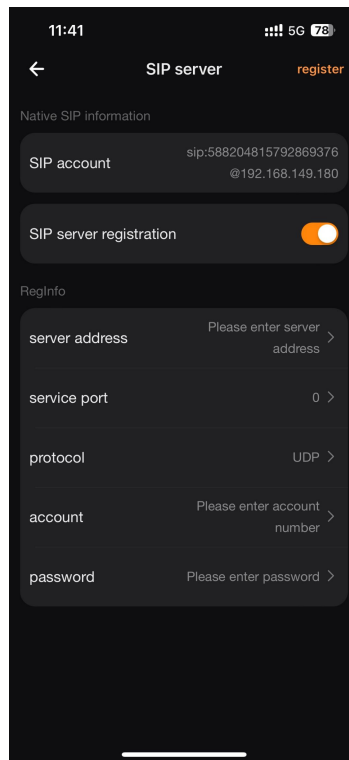 11:41
5G 78
SIP server
register
Native SIP information
SIP account
sip:588204815792869376
@192.168.149.180
SIP server registration
RegInfo
server address
Please enter server
address
service port
0
protocol
UDP
account
Please enter account
number
password
Please enter password